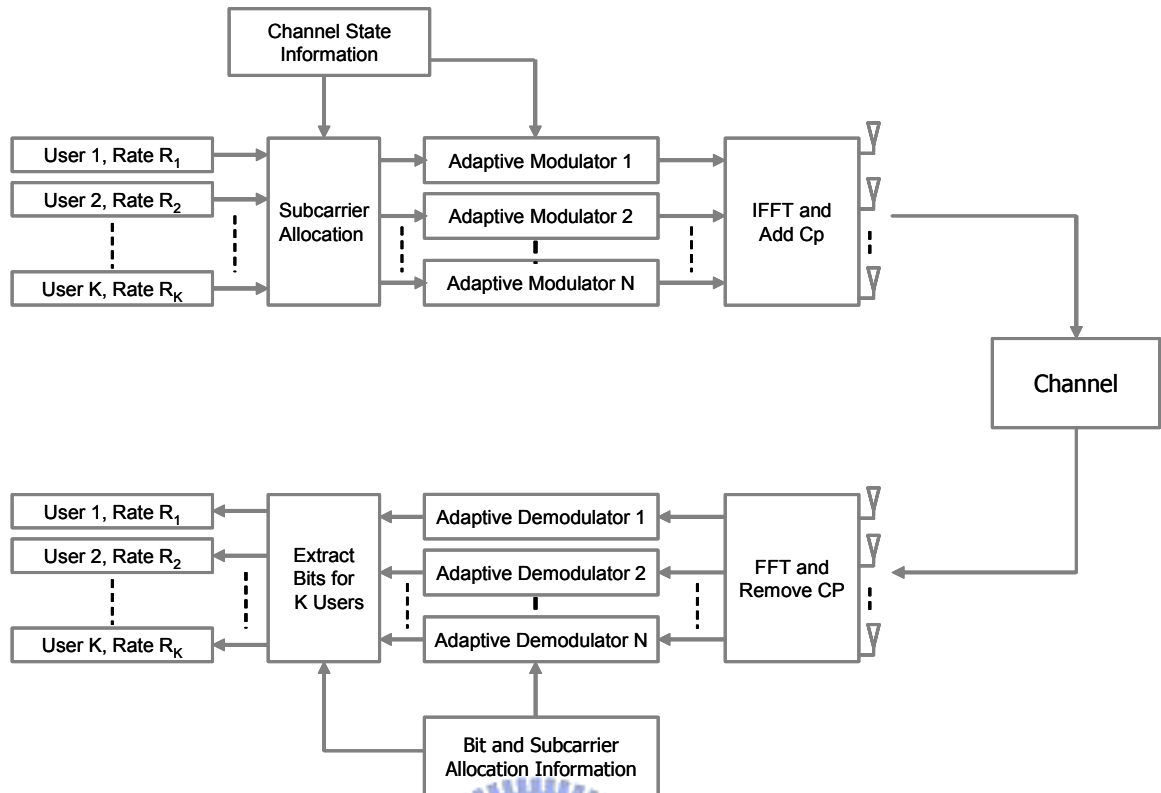 Channel State
Information
User 1, Rate R1
User 2, Rate R2
User K, Rate RK
Subcarrier
Allocation
Adaptive Modulator 1
Adaptive Modulator 2
Adaptive Modulator N
IFFT and
Add Cp
Channel
User 1, Rate R1
User 2, Rate R2
User K, Rate RK
Extract
Bits for
K Users
Adaptive Demodulator 1
Adaptive Demodulator 2
Adaptive Demodulator N
FFT and
Remove CP
Bit and Subcarrier
Allocation Information